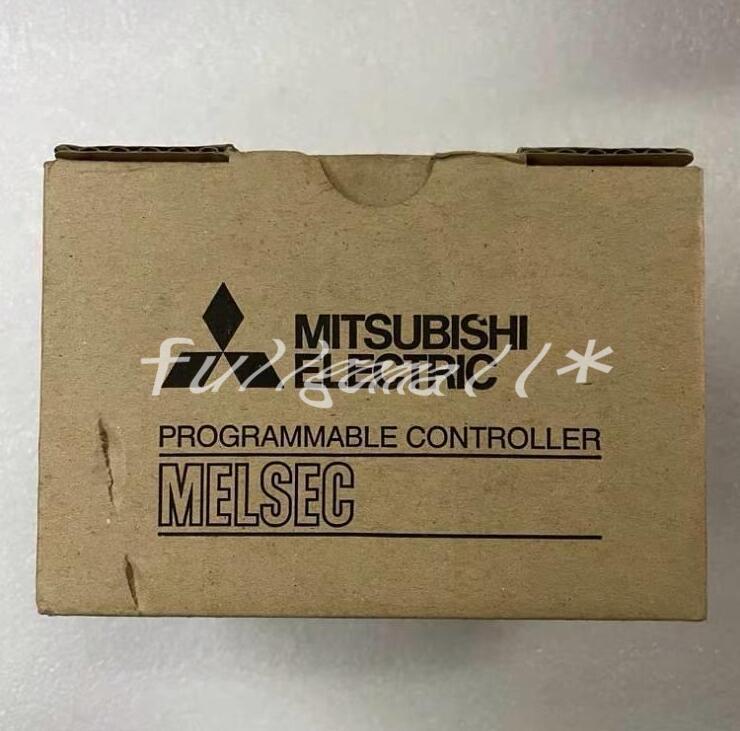 MITSUBISHI
ELECTRIC
PROGRAMMABLE CONTROLLER
MELSEC